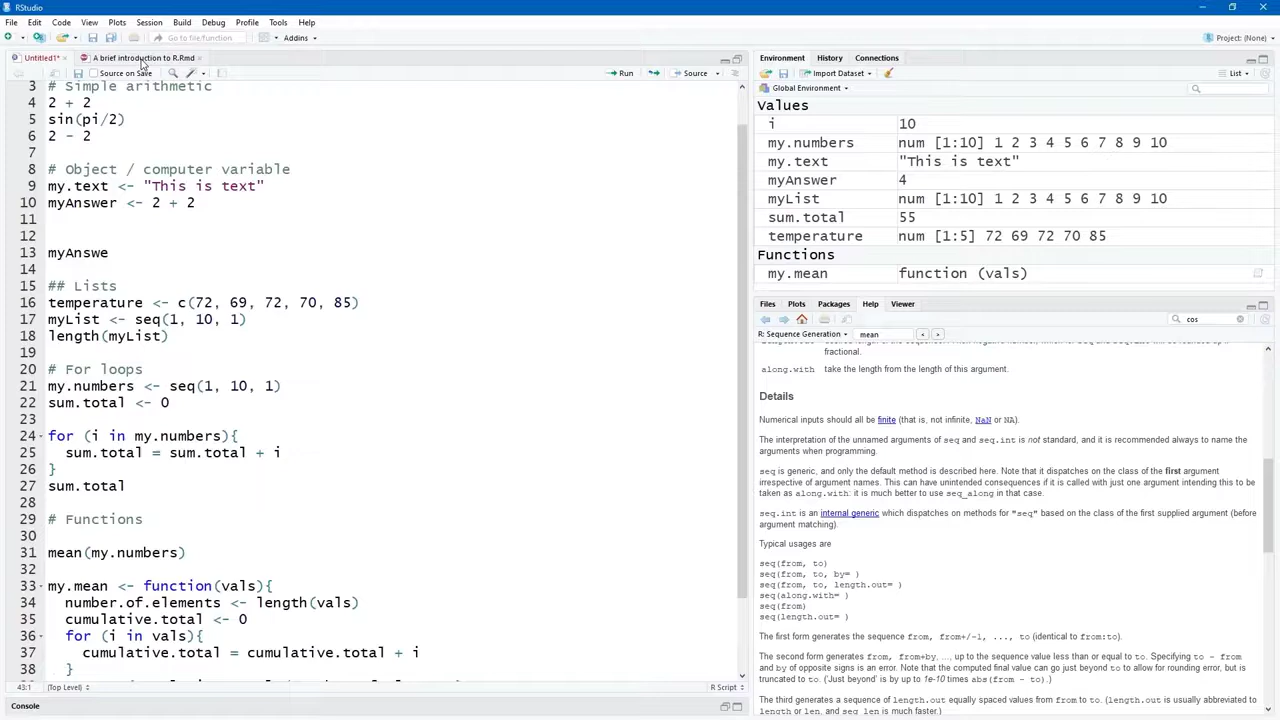 RStudio
File Edit Code View Plots Session Build Debug Profile Tools Help
Go to file/function Addins Project: (None)
Untitled1* A brief introduction to R.Rmd
Source on Save Run Source
3 # Simple arithmetic
4 2 + 2
5 sin(pi/2)
6 2 - 2
7
8 # Object / computer variable
9 my.text <- "This is text"
10 myAnswer <- 2 + 2
11
12
13 myAnswe
14
15 ## Lists
16 temperature <- c(72, 69, 72, 70, 85)
17 myList <- seq(1, 10, 1)
18 length(myList)
19
20 # For loops
21 my.numbers <- seq(1, 10, 1)
22 sum.total <- 0
23
24 for (i in my.numbers){
25 sum.total = sum.total + i
26 }
27 sum.total
28
29 # Functions
30
31 mean(my.numbers)
32
33 my.mean <- function(vals){
34 number.of.elements <- length(vals)
35 cumulative.total <- 0
36 for (i in vals){
37 cumulative.total = cumulative.total + i
38 }
43:1 (Top Level) R Script
Console
Environment History Connections
Import Dataset List
Global Environment
Values
i 10
my.numbers num [1:10] 1 2 3 4 5 6 7 8 9 10
my.text "This is text"
myAnswer 4
myList num [1:10] 1 2 3 4 5 6 7 8 9 10
sum.total 55
temperature num [1:5] 72 69 72 70 85
Functions
my.mean function (vals)
Files Plots Packages Help Viewer
cos
R: Sequence Generation mean
fractional.
along.with take the length from the length of this argument.
Details
Numerical inputs should all be finite (that is, not infinite, NaN or NA).
The interpretation of the unnamed arguments of seq and seq.int is not standard, and it is recommended always to name the
arguments when programming.
seq is generic, and only the default method is described here. Note that it dispatches on the class of the first argument
irrespective of argument names. This can have unintended consequences if it is called with just one argument intending this to be
taken as along.with: it is much better to use seq_along in that case.
seq.int is an internal generic which dispatches on methods for "seq" based on the class of the first supplied argument (before
argument matching).
Typical usages are
seq(from, to)
seq(from, to, by= )
seq(from, to, length.out= )
seq(along.with= )
seq(from)
seq(length.out= )
The first form generates the sequence from, from+/-1, ..., to (identical to from:to).
The second form generates from, from+by, ..., up to the sequence value less than or equal to to. Specifying to - from
and by of opposite signs is an error. Note that the computed final value can go just beyond to to allow for rounding error, but is
truncated to to. ('Just beyond' is by up to 1e-10 times abs(from - to).)
The third generates a sequence of length.out equally spaced values from from to to. (length.out is usually abbreviated to
length or len, and seq_len is much faster.)